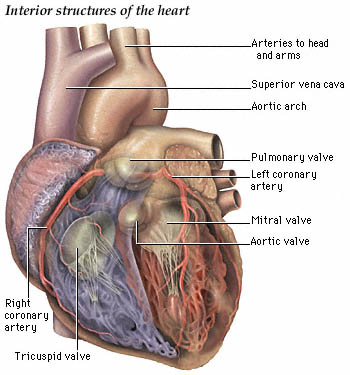 Interior structures of the heart
Arteries to head
and arms
Superior vena cava
Aortic arch
Pulmonary valve
Left coronary
artery
Mitral valve
Aortic valve
Right
coronary
artery
Tricuspid valve